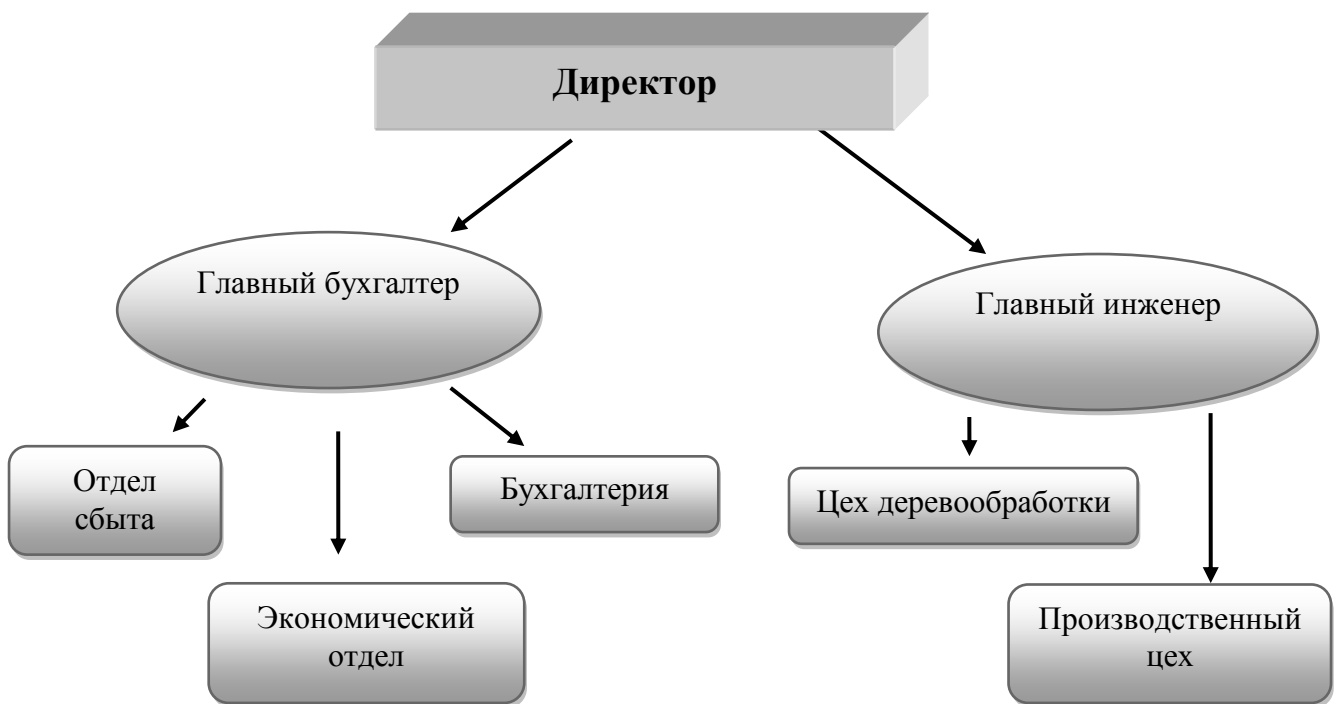 Директор
Главный бухгалтер
Главный инженер
Отдел
сбыта
Бухгалтерия
Цех деревообработки
Экономический
отдел
Производственный
цех